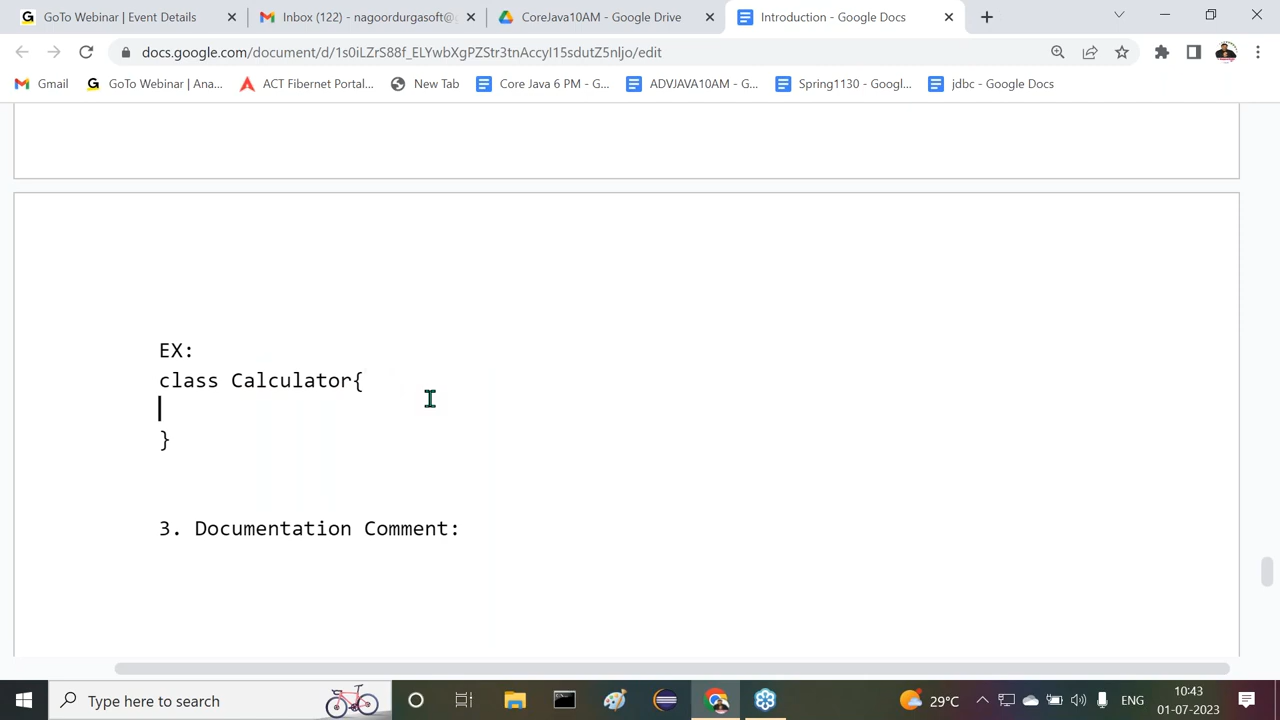 GoTo Webinar | Event Details
Inbox (122) - nagoordurgasoft@
CoreJava10AM - Google Drive
Introduction - Google Docs
docs.google.com/document/d/1s0iLZrS88f_ELYwbXgPZStr3tnAccyI15sdutZ5nljo/edit
Gmail
GoTo Webinar | Ana...
ACT Fibernet Portal...
New Tab
Core Java 6 PM - G...
ADVJAVA10AM - G...
Spring1130 - Googl...
jdbc - Google Docs
EX:
class Calculator{
}
3. Documentation Comment:
Type here to search
29°C
ENG
10:43
01-07-2023